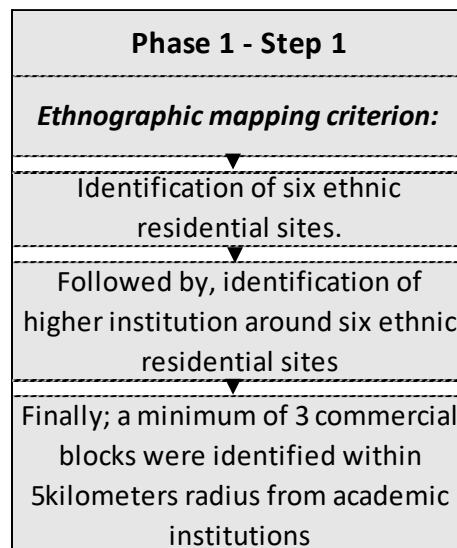 Phase 1 - Step 1
Ethnographic mapping criterion:
Identification of six ethnic
residential sites.
Followed by, identification of
higher institution around six ethnic
residential sites
Finally; a minimum of 3 commercial
blocks were identified within
5kilometers radius from academic
institutions